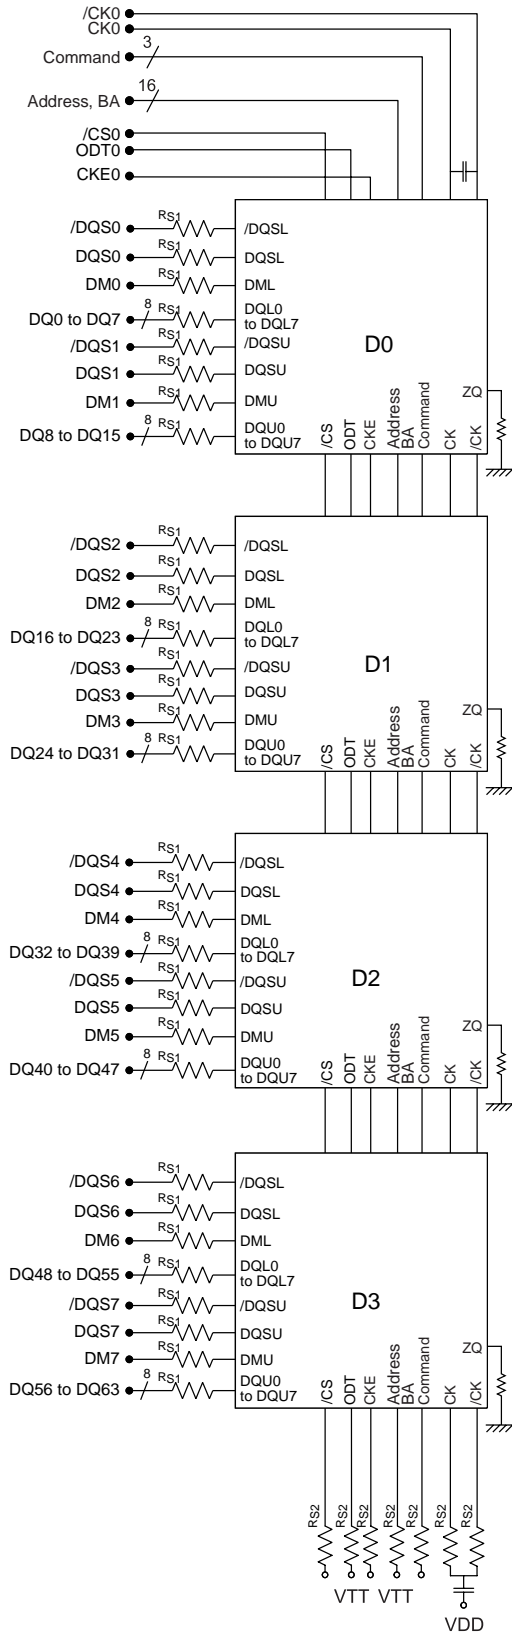 /CK0
CK0
3
Command
16
Address, BA
/CS0
ODT0
CKE0
/DQS0 RS1 /DQSL
DQS0 RS1 DQSL
DM0 RS1 DML
DQ0 to DQ7 8 RS1 DQL0
to DQL7
/DQS1 RS1 /DQSU
DQS1 RS1 DQSU
DM1 RS1 DMU
DQ8 to DQ15 8 RS1 DQU0
to DQU7
D0
ZQ
/CS
ODT
CKE
Address
BA
Command
CK
/CK
/DQS2 RS1 /DQSL
DQS2 RS1 DQSL
DM2 RS1 DML
DQ16 to DQ23 8 RS1 DQL0
to DQL7
/DQS3 RS1 /DQSU
DQS3 RS1 DQSU
DM3 RS1 DMU
DQ24 to DQ31 8 RS1 DQU0
to DQU7
D1
ZQ
/CS
ODT
CKE
Address
BA
Command
CK
/CK
/DQS4 RS1 /DQSL
DQS4 RS1 DQSL
DM4 RS1 DML
DQ32 to DQ39 8 RS1 DQL0
to DQL7
/DQS5 RS1 /DQSU
DQS5 RS1 DQSU
DM5 RS1 DMU
DQ40 to DQ47 8 RS1 DQU0
to DQU7
D2
ZQ
/CS
ODT
CKE
Address
BA
Command
CK
/CK
/DQS6 RS1 /DQSL
DQS6 RS1 DQSL
DM6 RS1 DML
DQ48 to DQ55 8 RS1 DQL0
to DQL7
/DQS7 RS1 /DQSU
DQS7 RS1 DQSU
DM7 RS1 DMU
DQ56 to DQ63 8 RS1 DQU0
to DQU7
D3
ZQ
/CS
ODT
CKE
Address
BA
Command
CK
/CK
RS2
RS2
RS2
RS2
RS2
RS2
RS2
VTT VTT
VDD